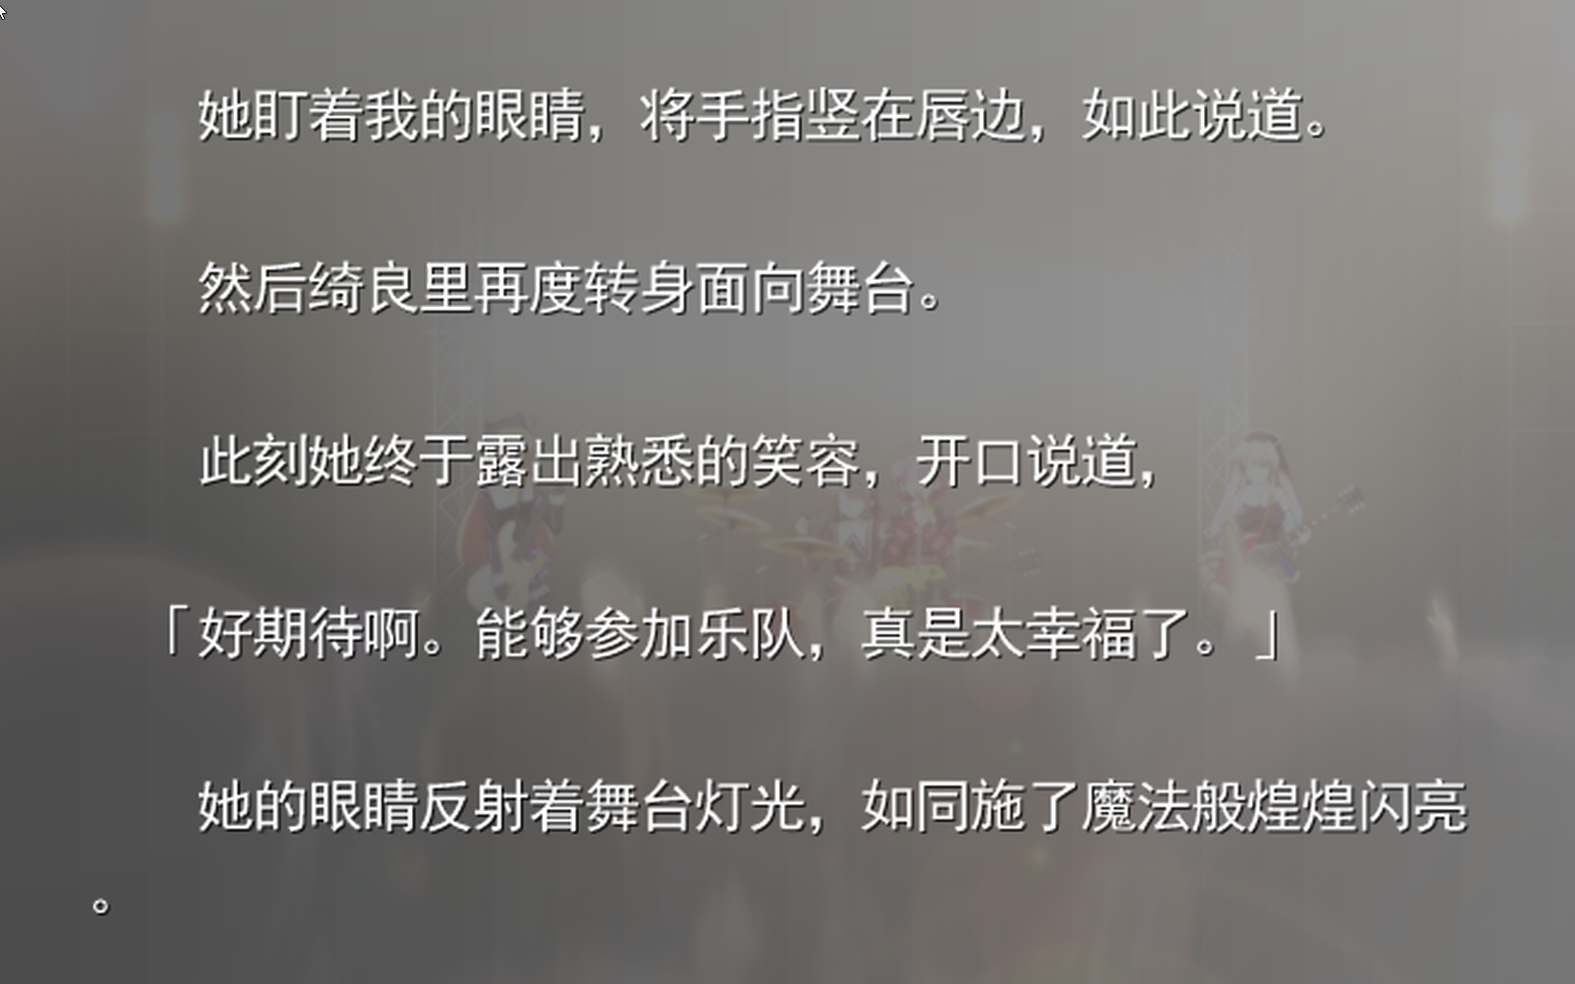 她盯着我的眼睛，将手指竖在唇边，如此说道。
然后绮良里再度转身面向舞台。
此刻她终于露出熟悉的笑容，开口说道，
「好期待啊。能够参加乐队，真是太幸福了。」
她的眼睛反射着舞台灯光，如同施了魔法般煌煌闪亮
。